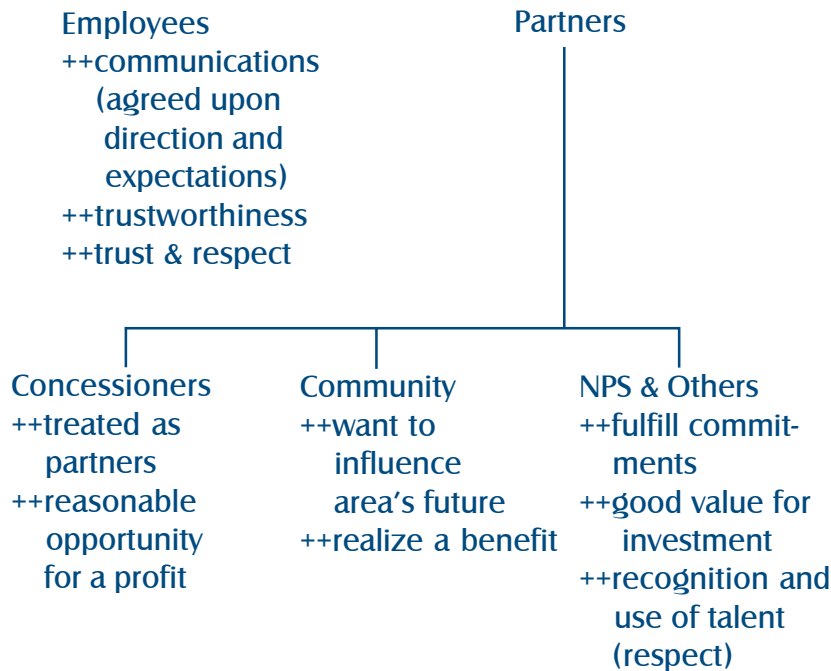 Employees
++communications
(agreed upon
direction and
expectations)
++trustworthiness
++trust & respect
Partners
Concessioners
++treated as
partners
++reasonable
opportunity
for a profit
Community
++want to
influence
area's future
++realize a benefit
NPS & Others
++fulfill commit-
ments
++good value for
investment
++recognition and
use of talent
(respect)